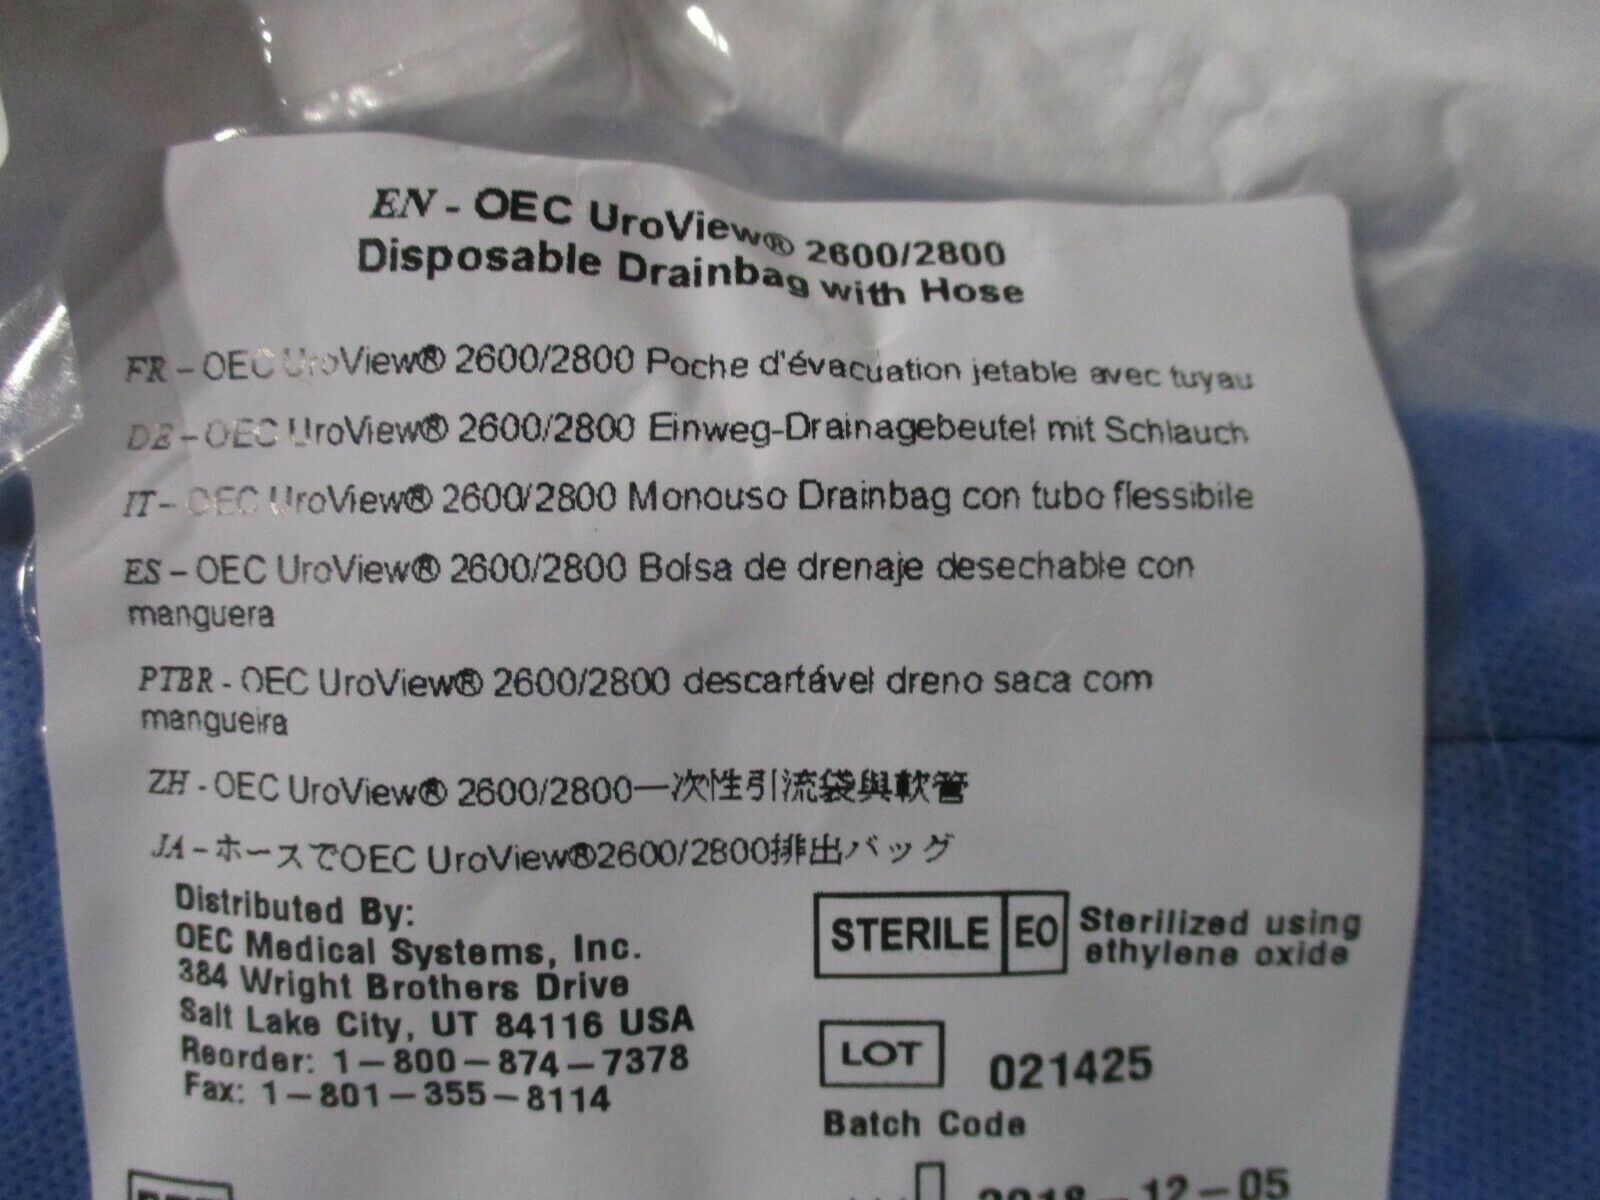 EN - OEC UroView® 2600/2800
Disposable Drainbag with Hose
FR – OEC UroView® 2600/2800 Poche d'évacuation jetable avec tuyau
DE – OEC UroView® 2600/2800 Einweg-Drainagebeutel mit Schlauch
IT – OEC UroView® 2600/2800 Monouso Drainbag con tubo flessibile
ES – OEC UroView® 2600/2800 Bolsa de drenaje desechable con
manguera
PTBR - OEC UroView® 2600/2800 descartável dreno saca com
mangueira
ZH - OEC UroView® 2600/2800一次性引流袋與軟管
JA – ホースでOEC UroView®2600/2800排出バッグ
Distributed By:
OEC Medical Systems, Inc.
384 Wright Brothers Drive
Salt Lake City, UT 84116 USA
Reorder: 1-800-874-7378
Fax: 1-801-355-8114
STERILE EO Sterilized using
ethylene oxide
LOT 021425
Batch Code
2018-12-05